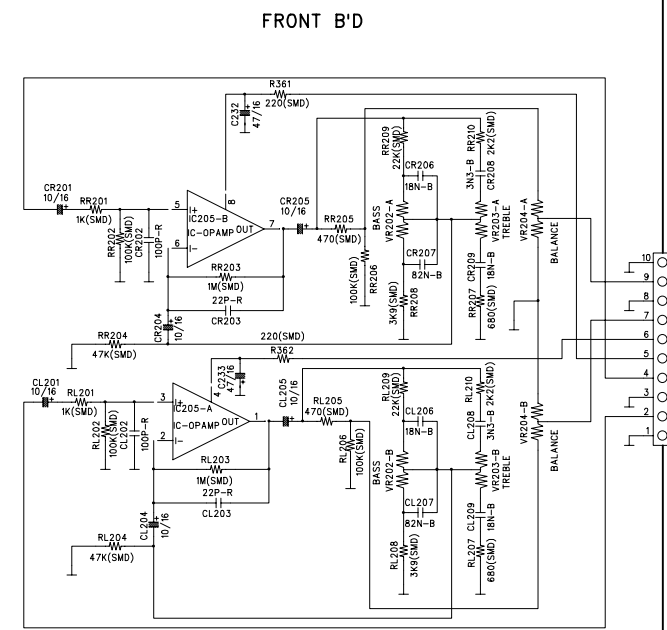 FRONT B'D
R361
220(SMD)
C232
47/16
CR201
10/16
RR201
1K(SMD)
RR202
100K(SMD)
CR202
100P-R
5
I+
IC205-B
IC-OPAMP
OUT
6
I-
8
7
CR205
10/16
RR205
470(SMD)
100K(SMD)
RR206
RR203
1M(SMD)
22P-R
CR203
CR204
10/16
RR204
47K(SMD)
RR209
22K(SMD)
CR206
18N-B
BASS
VR202-A
CR207
82N-B
3K9(SMD)
RR208
RR210
2K2(SMD)
3N3-B
CR208
VR203-A
TREBLE
CR209
18N-B
RR207
680(SMD)
VR204-A
BALANCE
220(SMD)
R362
C233
47/16
CL201
10/16
RL201
1K(SMD)
RL202
100K(SMD)
CL202
100P-R
3
I+
IC205-A
IC-OPAMP
OUT
2
I-
4
1
CL205
10/16
RL205
470(SMD)
RL206
100K(SMD)
RL203
1M(SMD)
22P-R
CL203
CL204
10/16
RL204
47K(SMD)
RL209
22K(SMD)
CL206
18N-B
BASS
VR202-B
CL207
82N-B
RL208
3K9(SMD)
RL210
2K2(SMD)
CL208
3N3-B
VR203-B
TREBLE
CL209
18N-B
RL207
680(SMD)
VR204-B
BALANCE
10
9
8
7
6
5
4
3
2
1